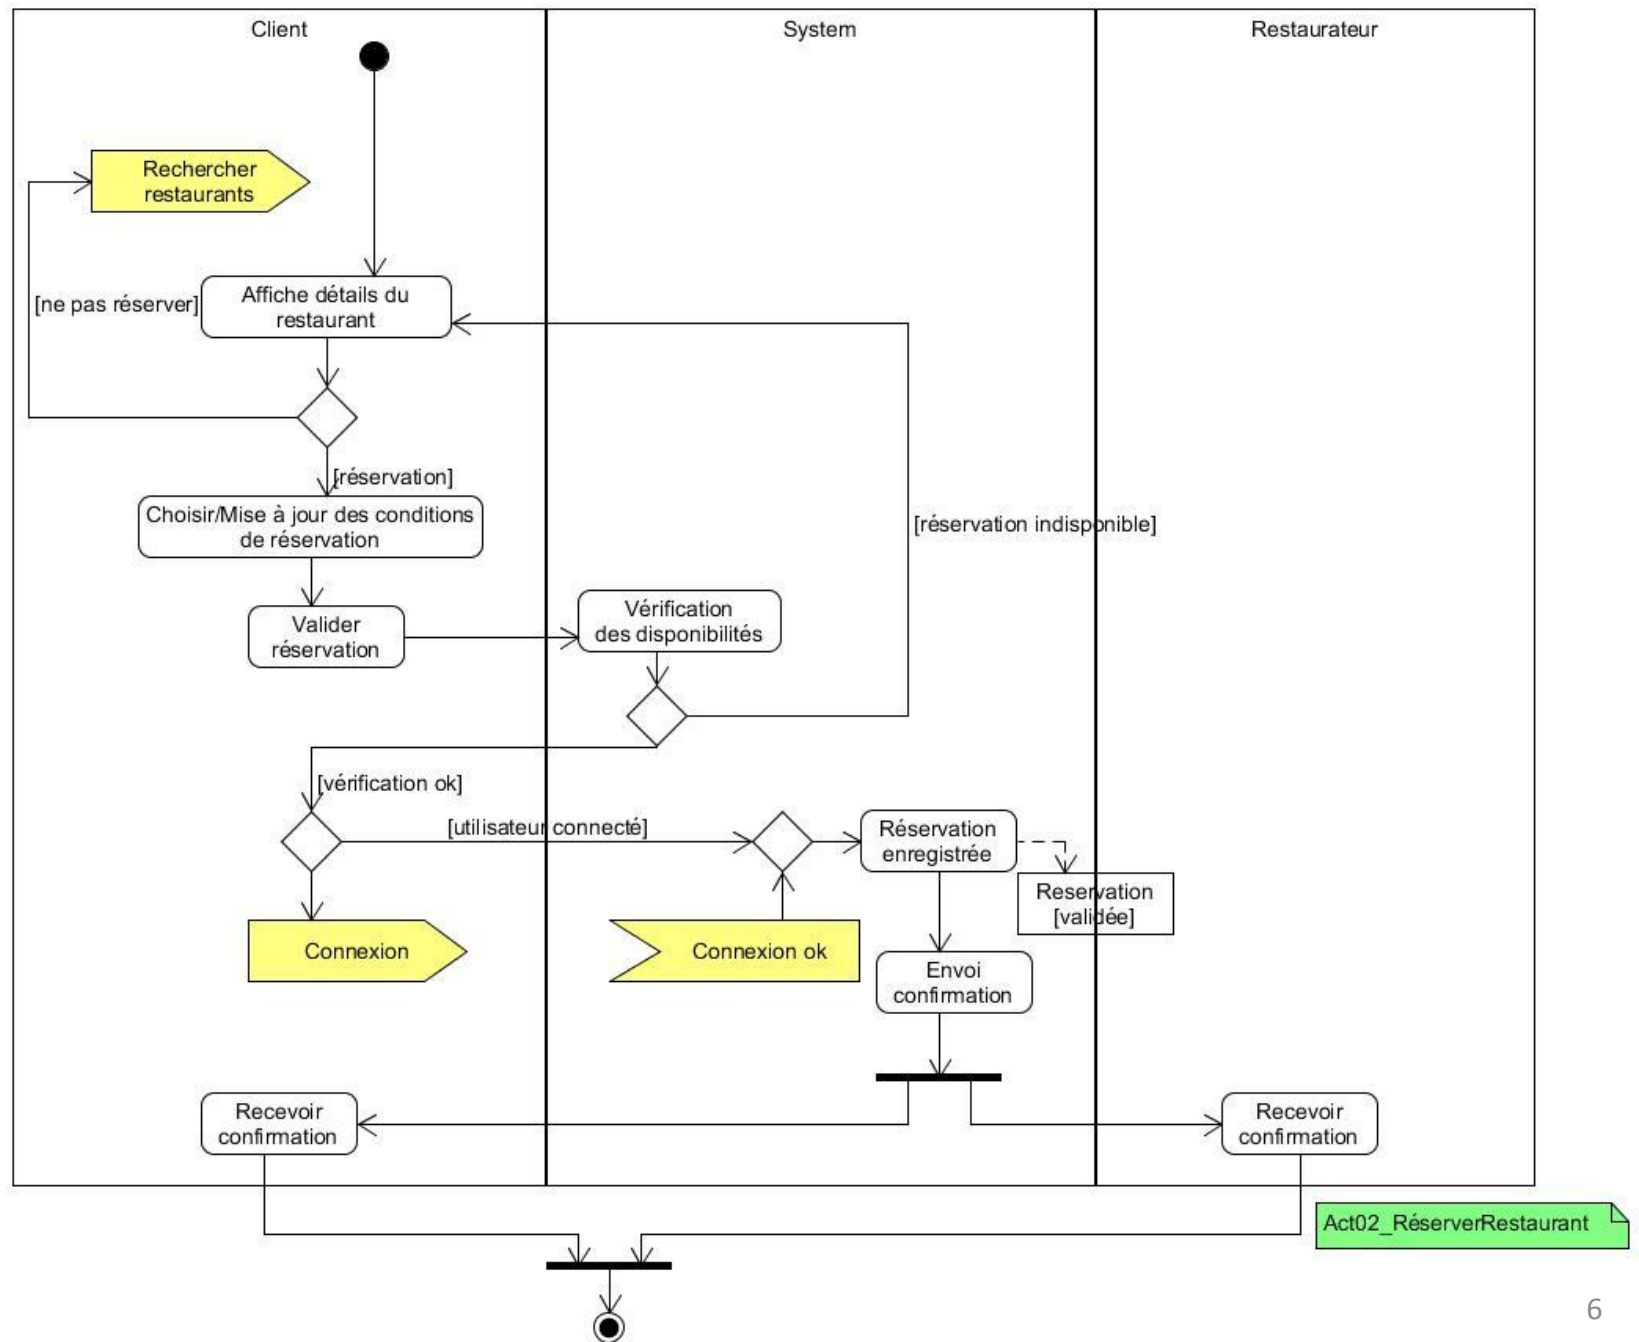 Client
System
Restaurateur
Rechercher
restaurants
[ne pas réserver]
Affiche détails du
restaurant
[réservation]
Choisir/Mise à jour des conditions
de réservation
[réservation indisponible]
Valider
réservation
Vérification
des disponibilités
[vérification ok]
[utilisateur connecté]
Réservation
enregistrée
Reservation
[validée]
Connexion
Connexion ok
Envoi
confirmation
Recevoir
confirmation
Recevoir
confirmation
Act02_RéserverRestaurant
6